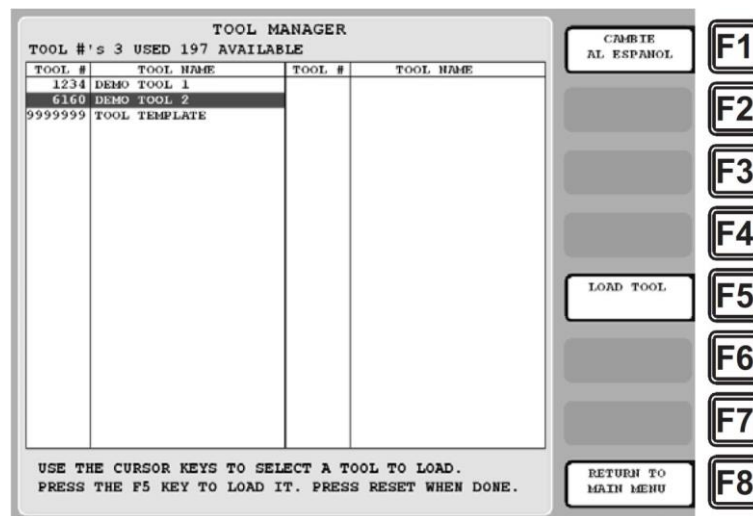 TOOL MANAGER
TOOL #'s 3 USED 197 AVAILABLE
TOOL # TOOL NAME TOOL # TOOL NAME
1234 DEMO TOOL 1
6160 DEMO TOOL 2
9999999 TOOL TEMPLATE
USE THE CURSOR KEYS TO SELECT A TOOL TO LOAD.
PRESS THE F5 KEY TO LOAD IT. PRESS RESET WHEN DONE.
CAMBIE
AL ESPANOL
LOAD TOOL
RETURN TO
MAIN MENU
F1
F2
F3
F4
F5
F6
F7
F8